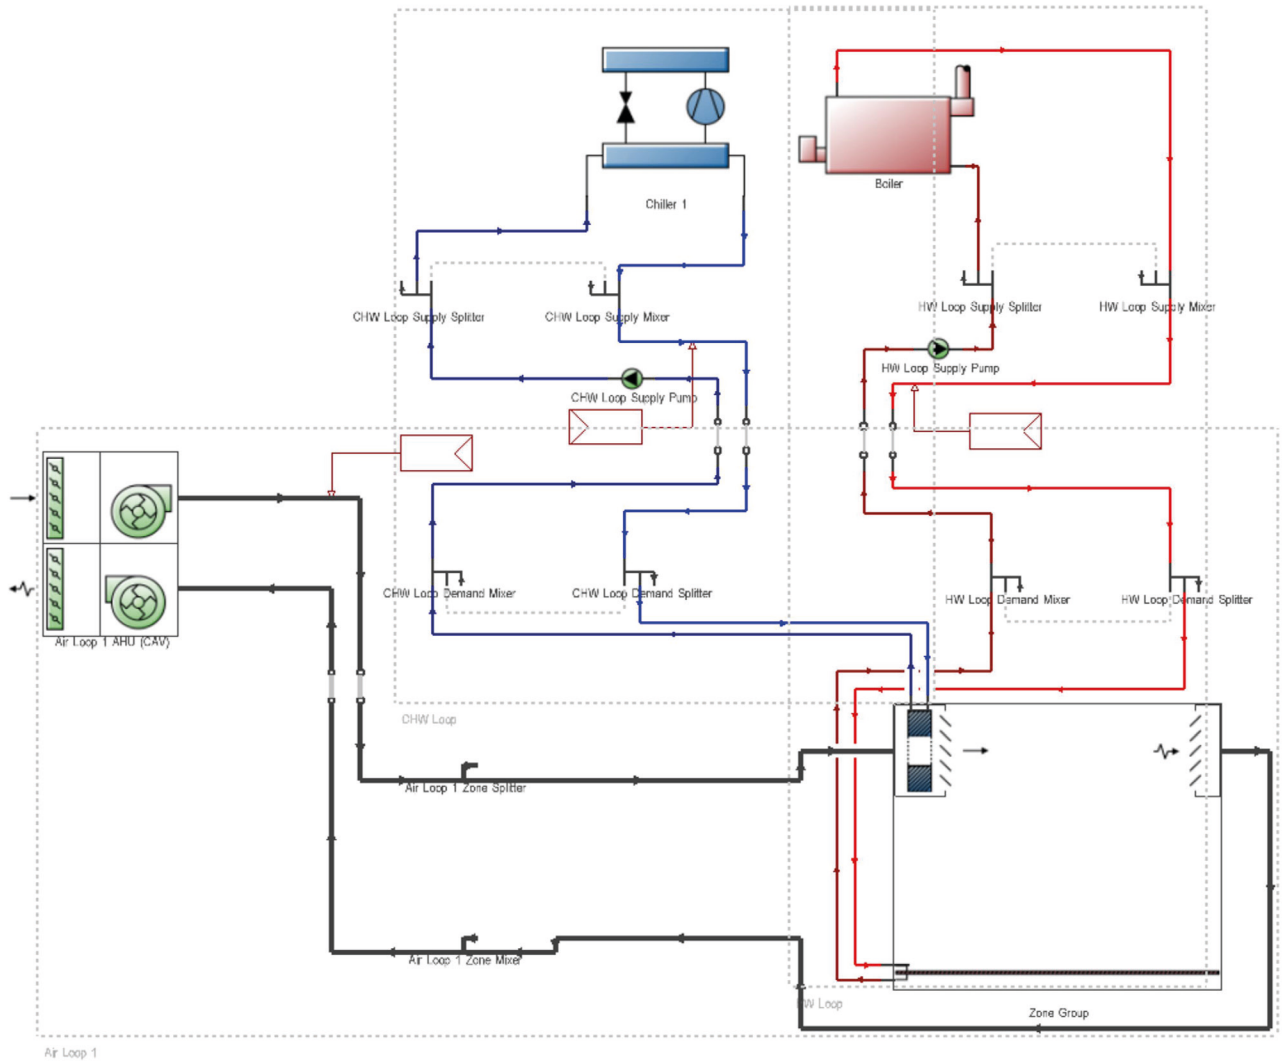 Chiller 1
Boiler
CHW Loop Supply Splitter
CHW Loop Supply Mixer
HW Loop Supply Splitter
HW Loop Supply Mixer
HW Loop Supply Pump
CHW Loop Supply Pump
CHW Loop Demand Mixer
CHW Loop Demand Splitter
HW Loop Demand Mixer
HW Loop Demand Splitter
Air Loop 1 AHU (CAV)
CHW Loop
Air Loop 1 Zone Splitter
Air Loop 1 Zone Mixer
HW Loop
Zone Group
Air Loop 1